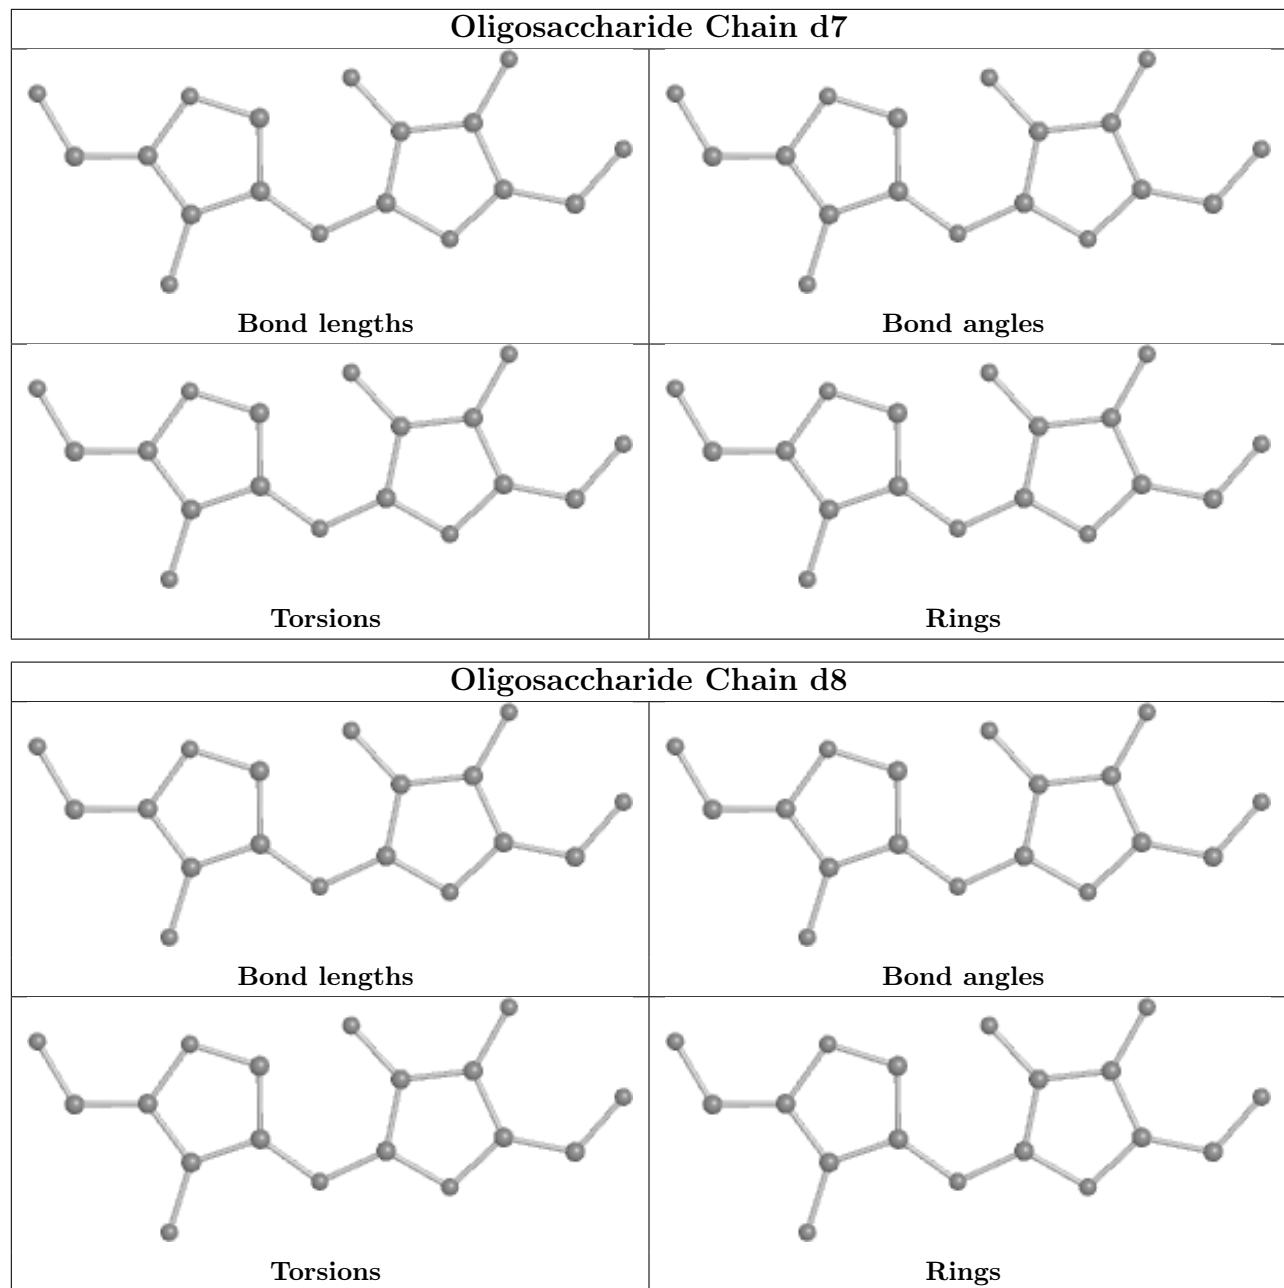 Oligosaccharide Chain d7
Bond lengths
Bond angles
Torsions
Rings
Oligosaccharide Chain d8
Bond lengths
Bond angles
Torsions
Rings